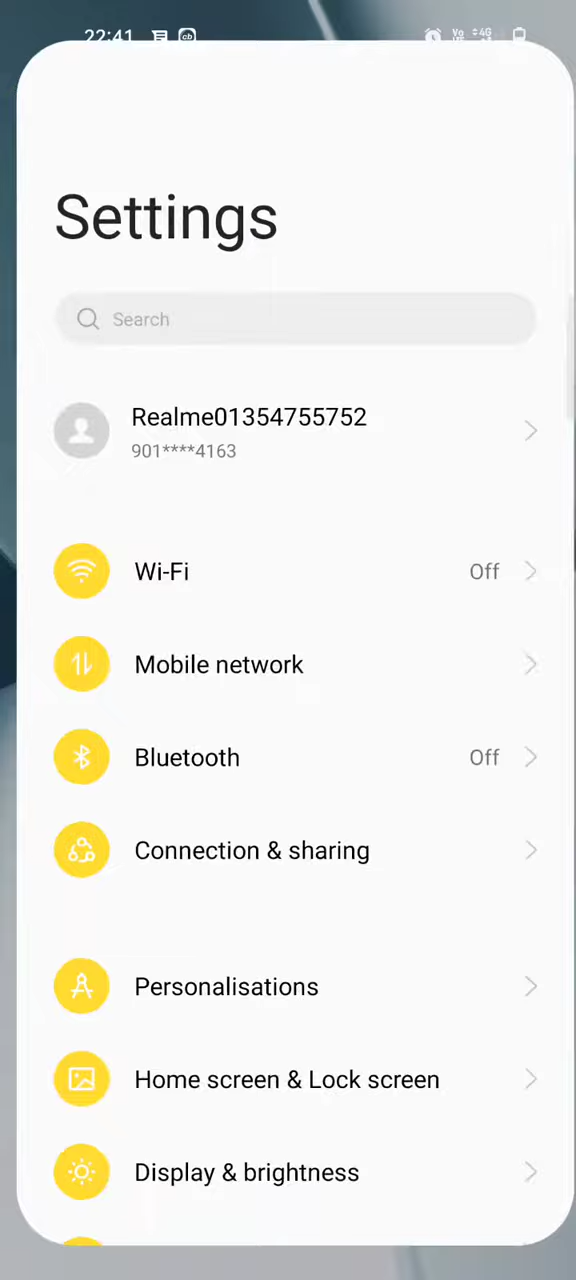 22:41
4G
Settings
Search
Realme01354755752
901****4163
Wi-Fi Off
Mobile network
Bluetooth Off
Connection & sharing
Personalisations
Home screen & Lock screen
Display & brightness